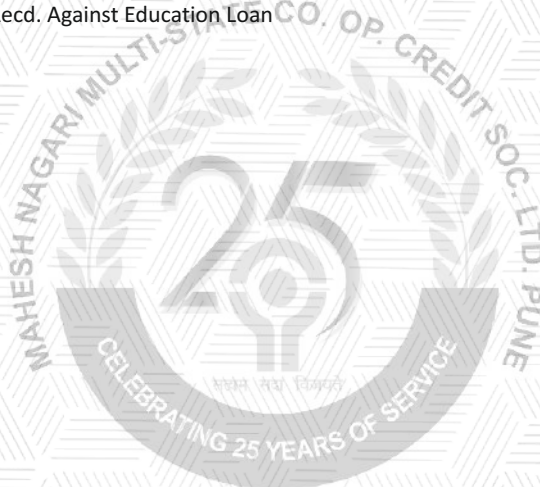 ecd. Against Education Loan
MAHESH NAGARI MULTI-STATE CO. OP. CREDIT SOC. LTD. PUNE
25
CELEBRATING 25 YEARS OF SERVICE